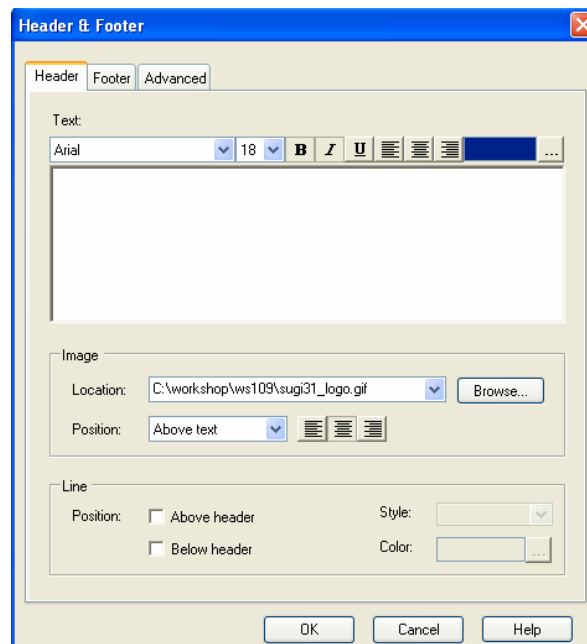 Header & Footer
Header Footer Advanced
Text:
Arial 18 B I U ...
Image
Location: C:\workshop\ws109\sugi31_logo.gif Browse...
Position: Above text
Line
Position: Above header Style:
Below header Color: ...
OK Cancel Help